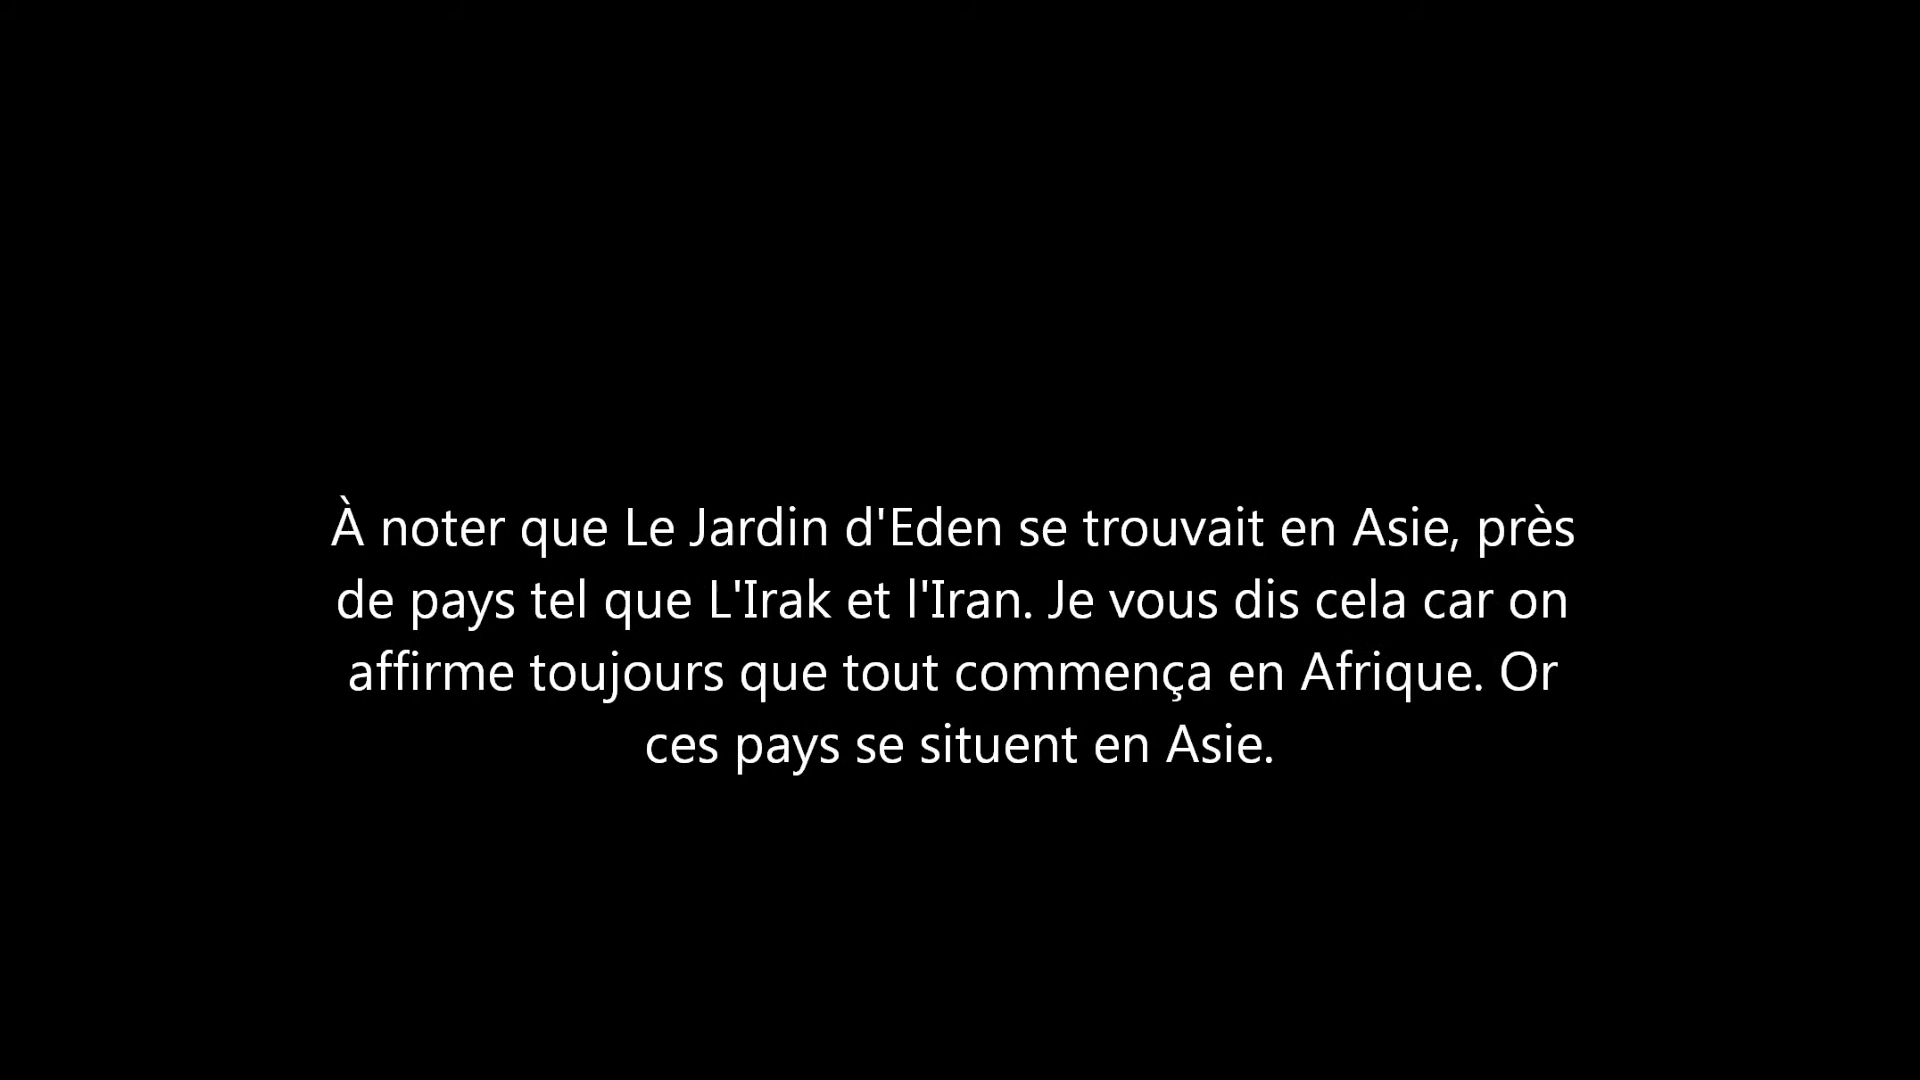 À noter que Le Jardin d'Eden se trouvait en Asie, près
de pays tel que L'Irak et l'Iran. Je vous dis cela car on
affirme toujours que tout commença en Afrique. Or
ces pays se situent en Asie.